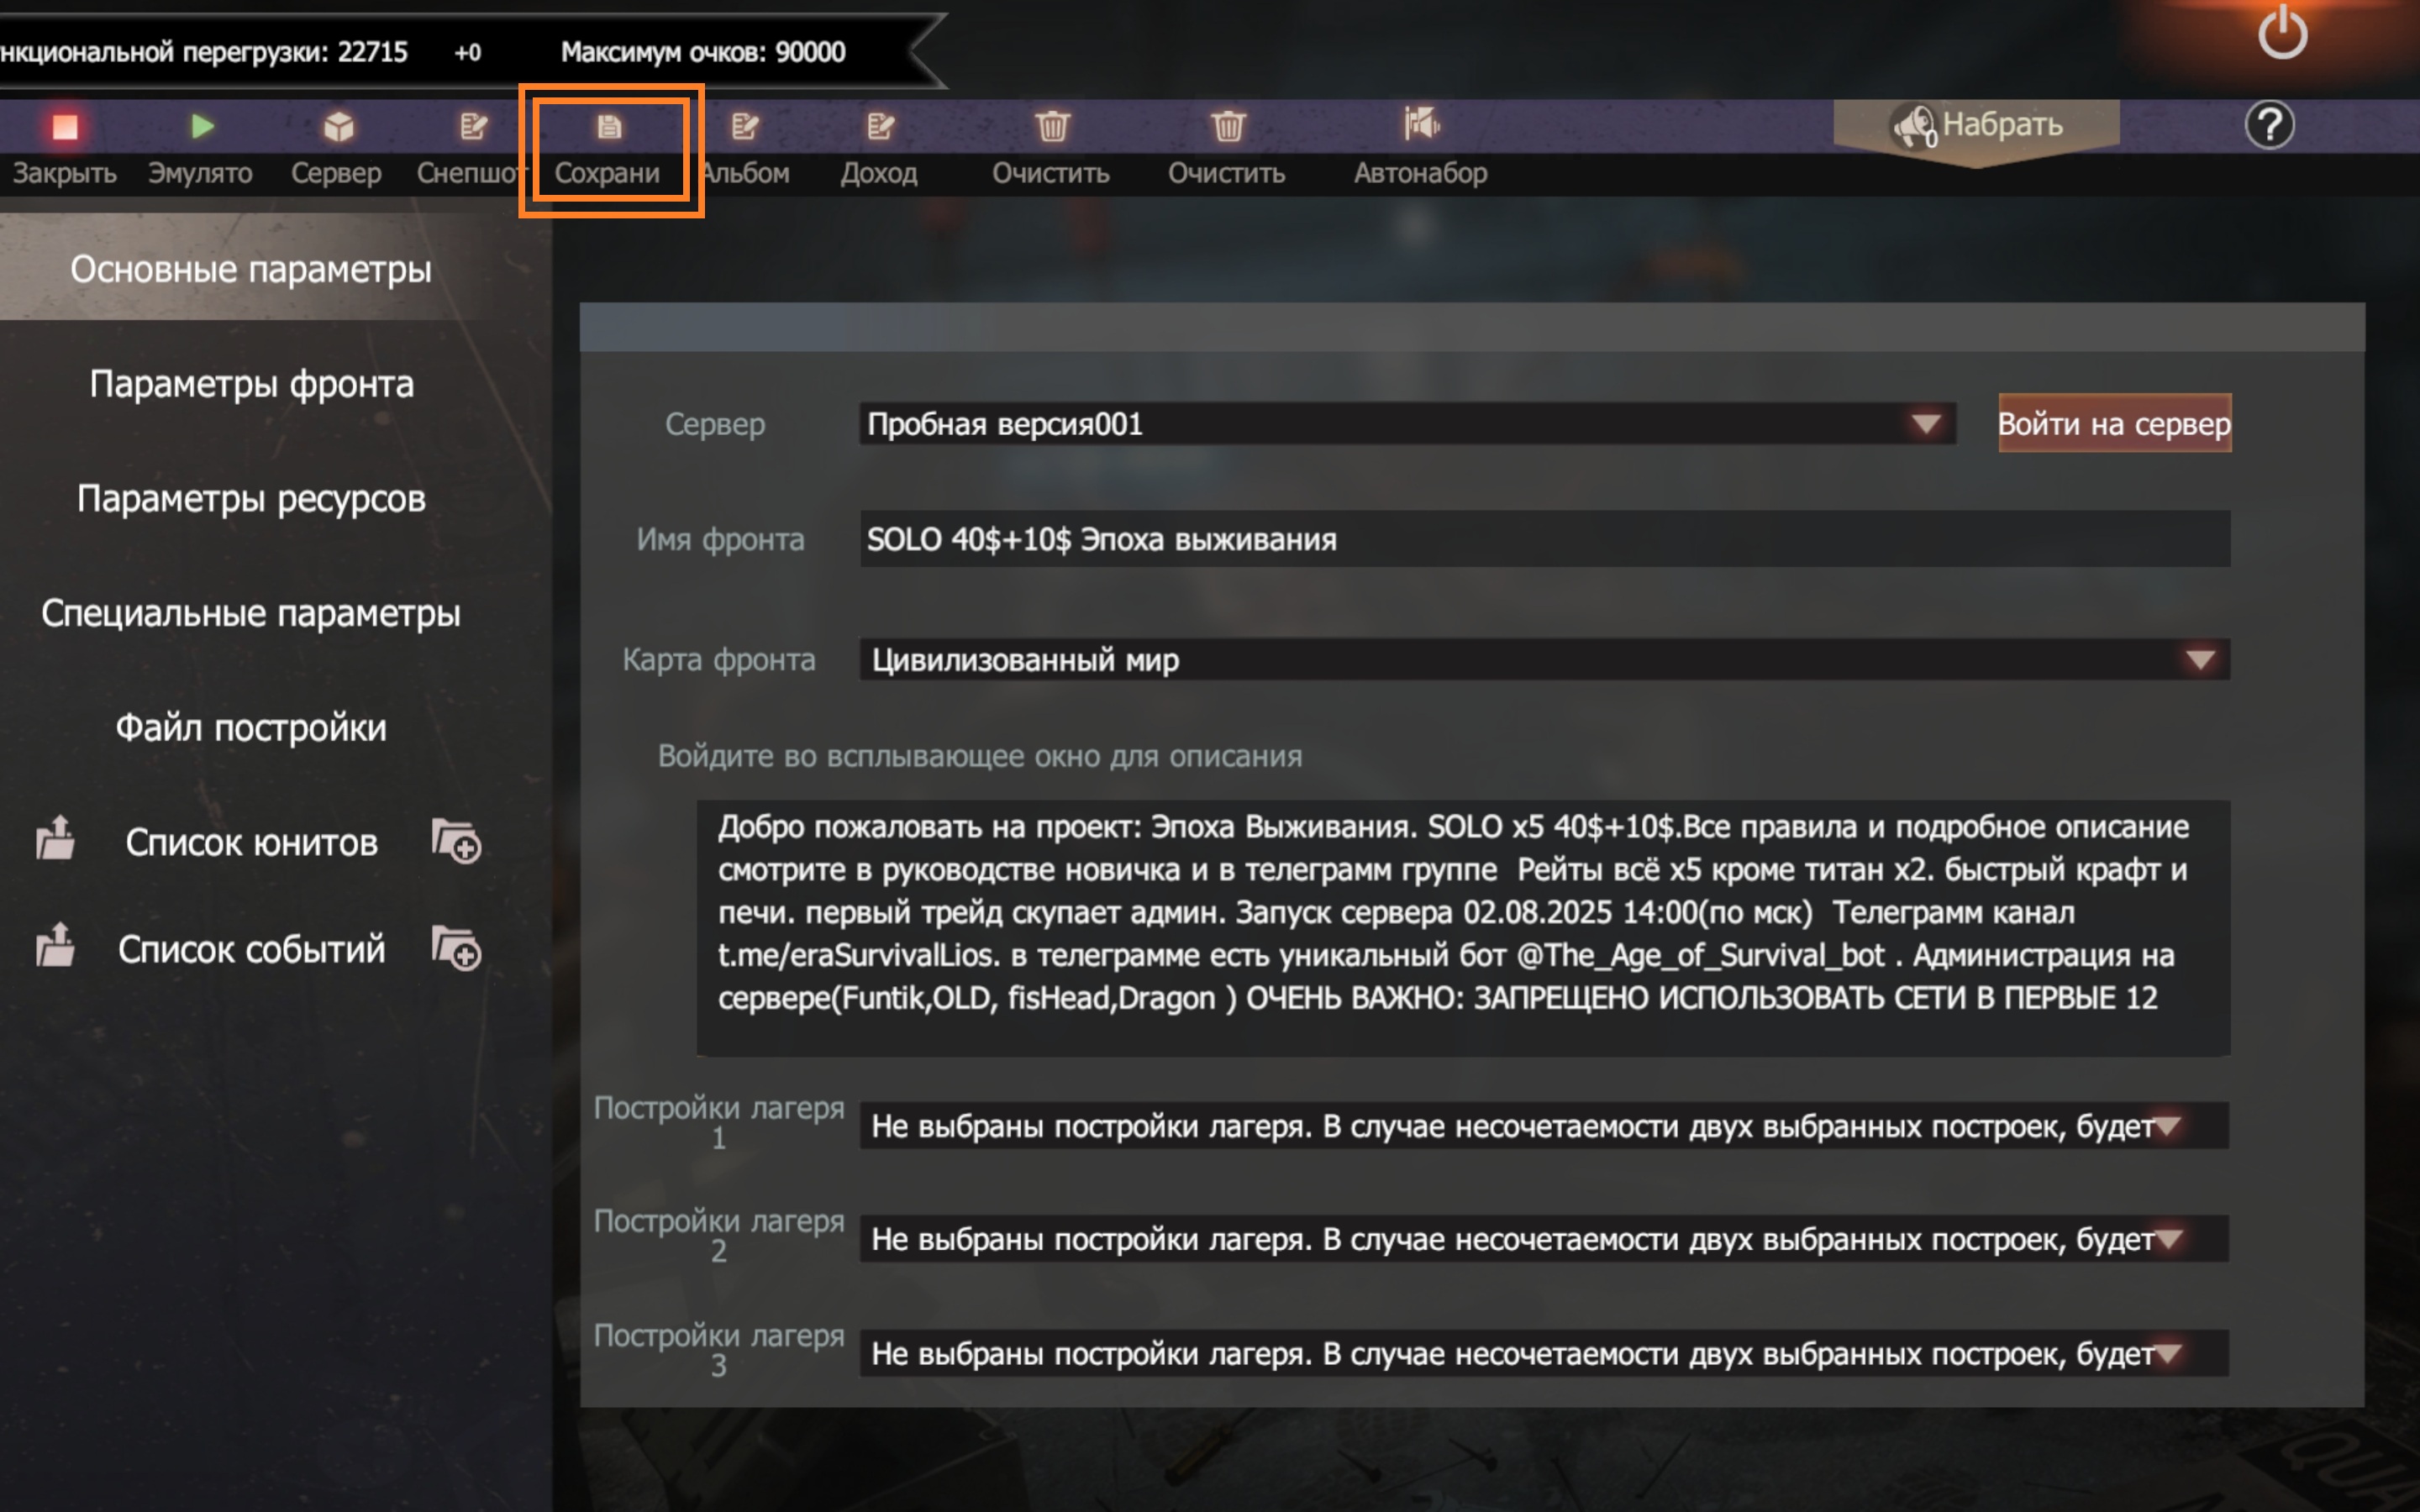 нкциональной перегрузки: 22715 +0 Максимум очков: 90000
Закрыть Эмулято Сервер Снепшот Сохрани Альбом Доход Очистить Очистить Автонабор 0 Набрать ?
Основные параметры
Параметры фронта
Параметры ресурсов
Специальные параметры
Файл постройки
Список юнитов
Список событий
Сервер Пробная версия001 Войти на сервер
Имя фронта SOLO 40$+10$ Эпоха выживания
Карта фронта Цивилизованный мир
Войдите во всплывающее окно для описания
Добро пожаловать на проект: Эпоха Выживания. SOLO x5 40$+10$.Все правила и подробное описание
смотрите в руководстве новичка и в телеграмм группе Рейты всё x5 кроме титан x2. быстрый крафт и
печи. первый трейд скупает админ. Запуск сервера 02.08.2025 14:00(по мск) Телеграмм канал
t.me/eraSurvivalLios. в телеграмме есть уникальный бот @The_Age_of_Survival_bot . Администрация на
сервере(Funtik,OLD, fisHead,Dragon ) ОЧЕНЬ ВАЖНО: ЗАПРЕЩЕНО ИСПОЛЬЗОВАТЬ СЕТИ В ПЕРВЫЕ 12
Постройки лагеря
1
Не выбраны постройки лагеря. В случае несочетаемости двух выбранных построек, будет
Постройки лагеря
2
Не выбраны постройки лагеря. В случае несочетаемости двух выбранных построек, будет
Постройки лагеря
3
Не выбраны постройки лагеря. В случае несочетаемости двух выбранных построек, будет
QUA